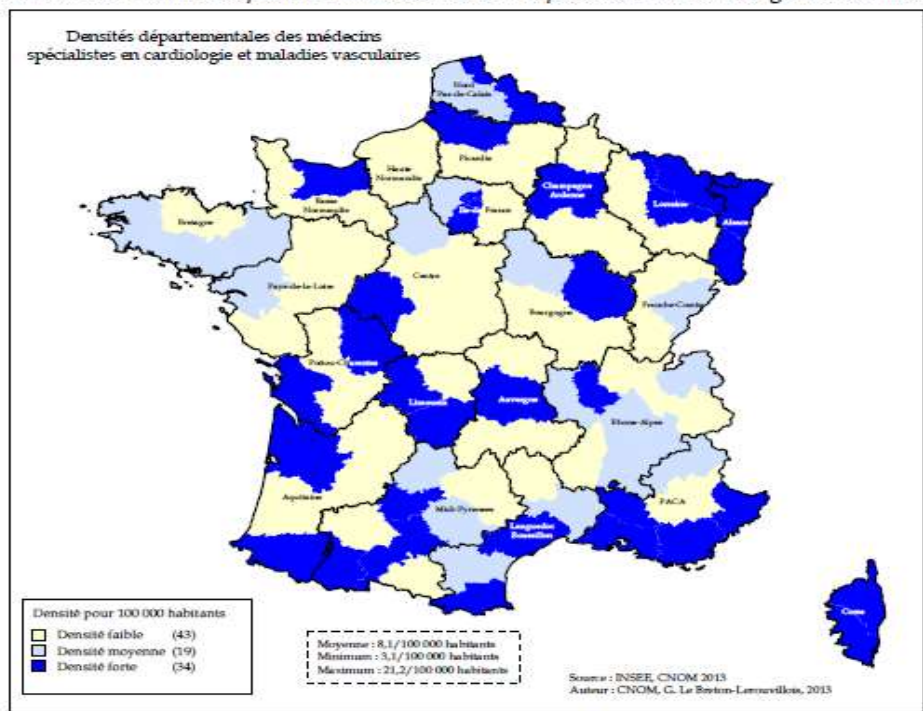 Densités départementales des médecins
spécialistes en cardiologie et maladies vasculaires
Nord
Pas-de-Calais
Picardie
Haute
Normandie
Basse
Normandie
Champagne
Ardenne
Lorraine
Alsace
France
Bretagne
Pays-de-la-Loire
Centre
Bourgogne
Franche-Comté
Poitou-Charentes
Limousin
Auvergne
Rhône-Alpes
Aquitaine
Midi-Pyrénées
Languedoc
Roussillon
PACA
Corse
Densité pour 100 000 habitants
Densité faible (43)
Densité moyenne (19)
Densité forte (34)
Moyenne : 8,1/100 000 habitants
Minimum : 3,1/100 000 habitants
Maximum : 21,2/100 000 habitants
Source : INSEE, CNOM 2013
Auteur : CNOM, G. Le Breton-Lerouvillois, 2013